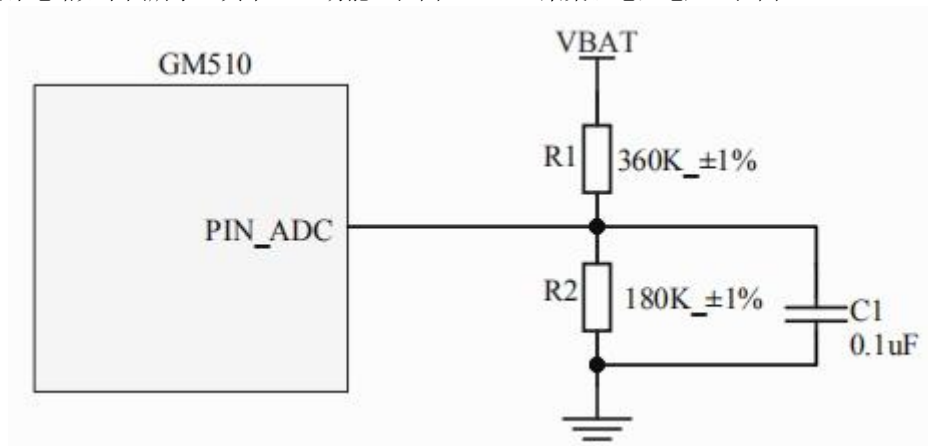 GM510
VBAT
R1
360K_±1%
PIN_ADC
R2
180K_±1%
C1
0.1uF